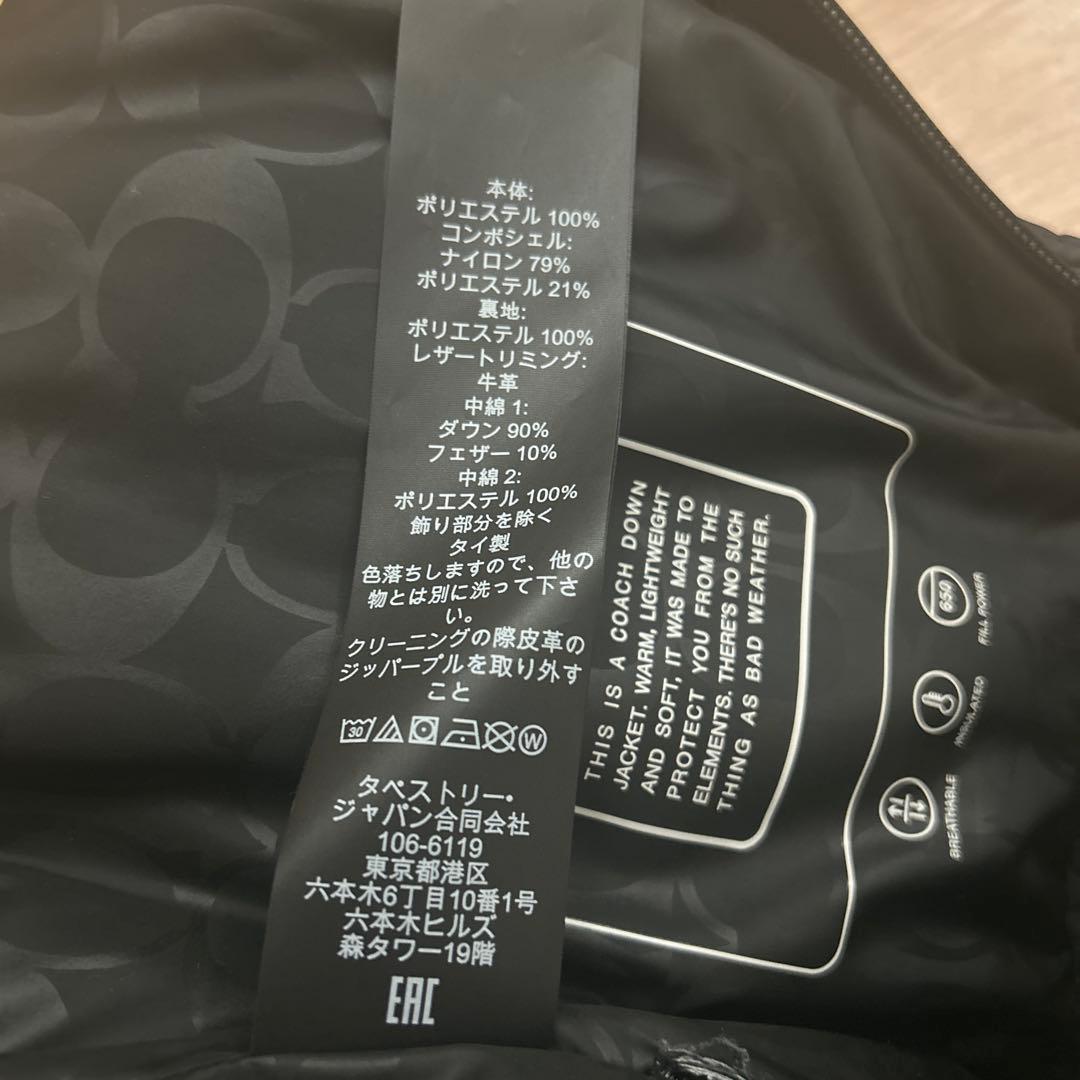 本体:
ポリエステル 100%
コンボシェル:
ナイロン 79%
ポリエステル 21%
裏地:
ポリエステル 100%
レザートリミング:
牛革
中綿 1:
ダウン 90%
フェザー 10%
中綿 2:
ポリエステル 100%
飾り部分を除く
タイ製
色落ちしますので、他の
物とは別に洗って下さ
い。
クリーニングの際皮革の
ジッパープルを取り外す
こと
30
W
タペストリー・
ジャパン合同会社
106-6119
東京都港区
六本木6丁目10番1号
六本木ヒルズ
森タワー19階
EAC
THIS IS A COACH DOWN
JACKET. WARM, LIGHTWEIGHT
AND SOFT, IT WAS MADE TO
PROTECT YOU FROM THE
ELEMENTS. THERE'S NO SUCH
THING AS BAD WEATHER.
650
FILL POWER
INSULATED
BREATHABLE